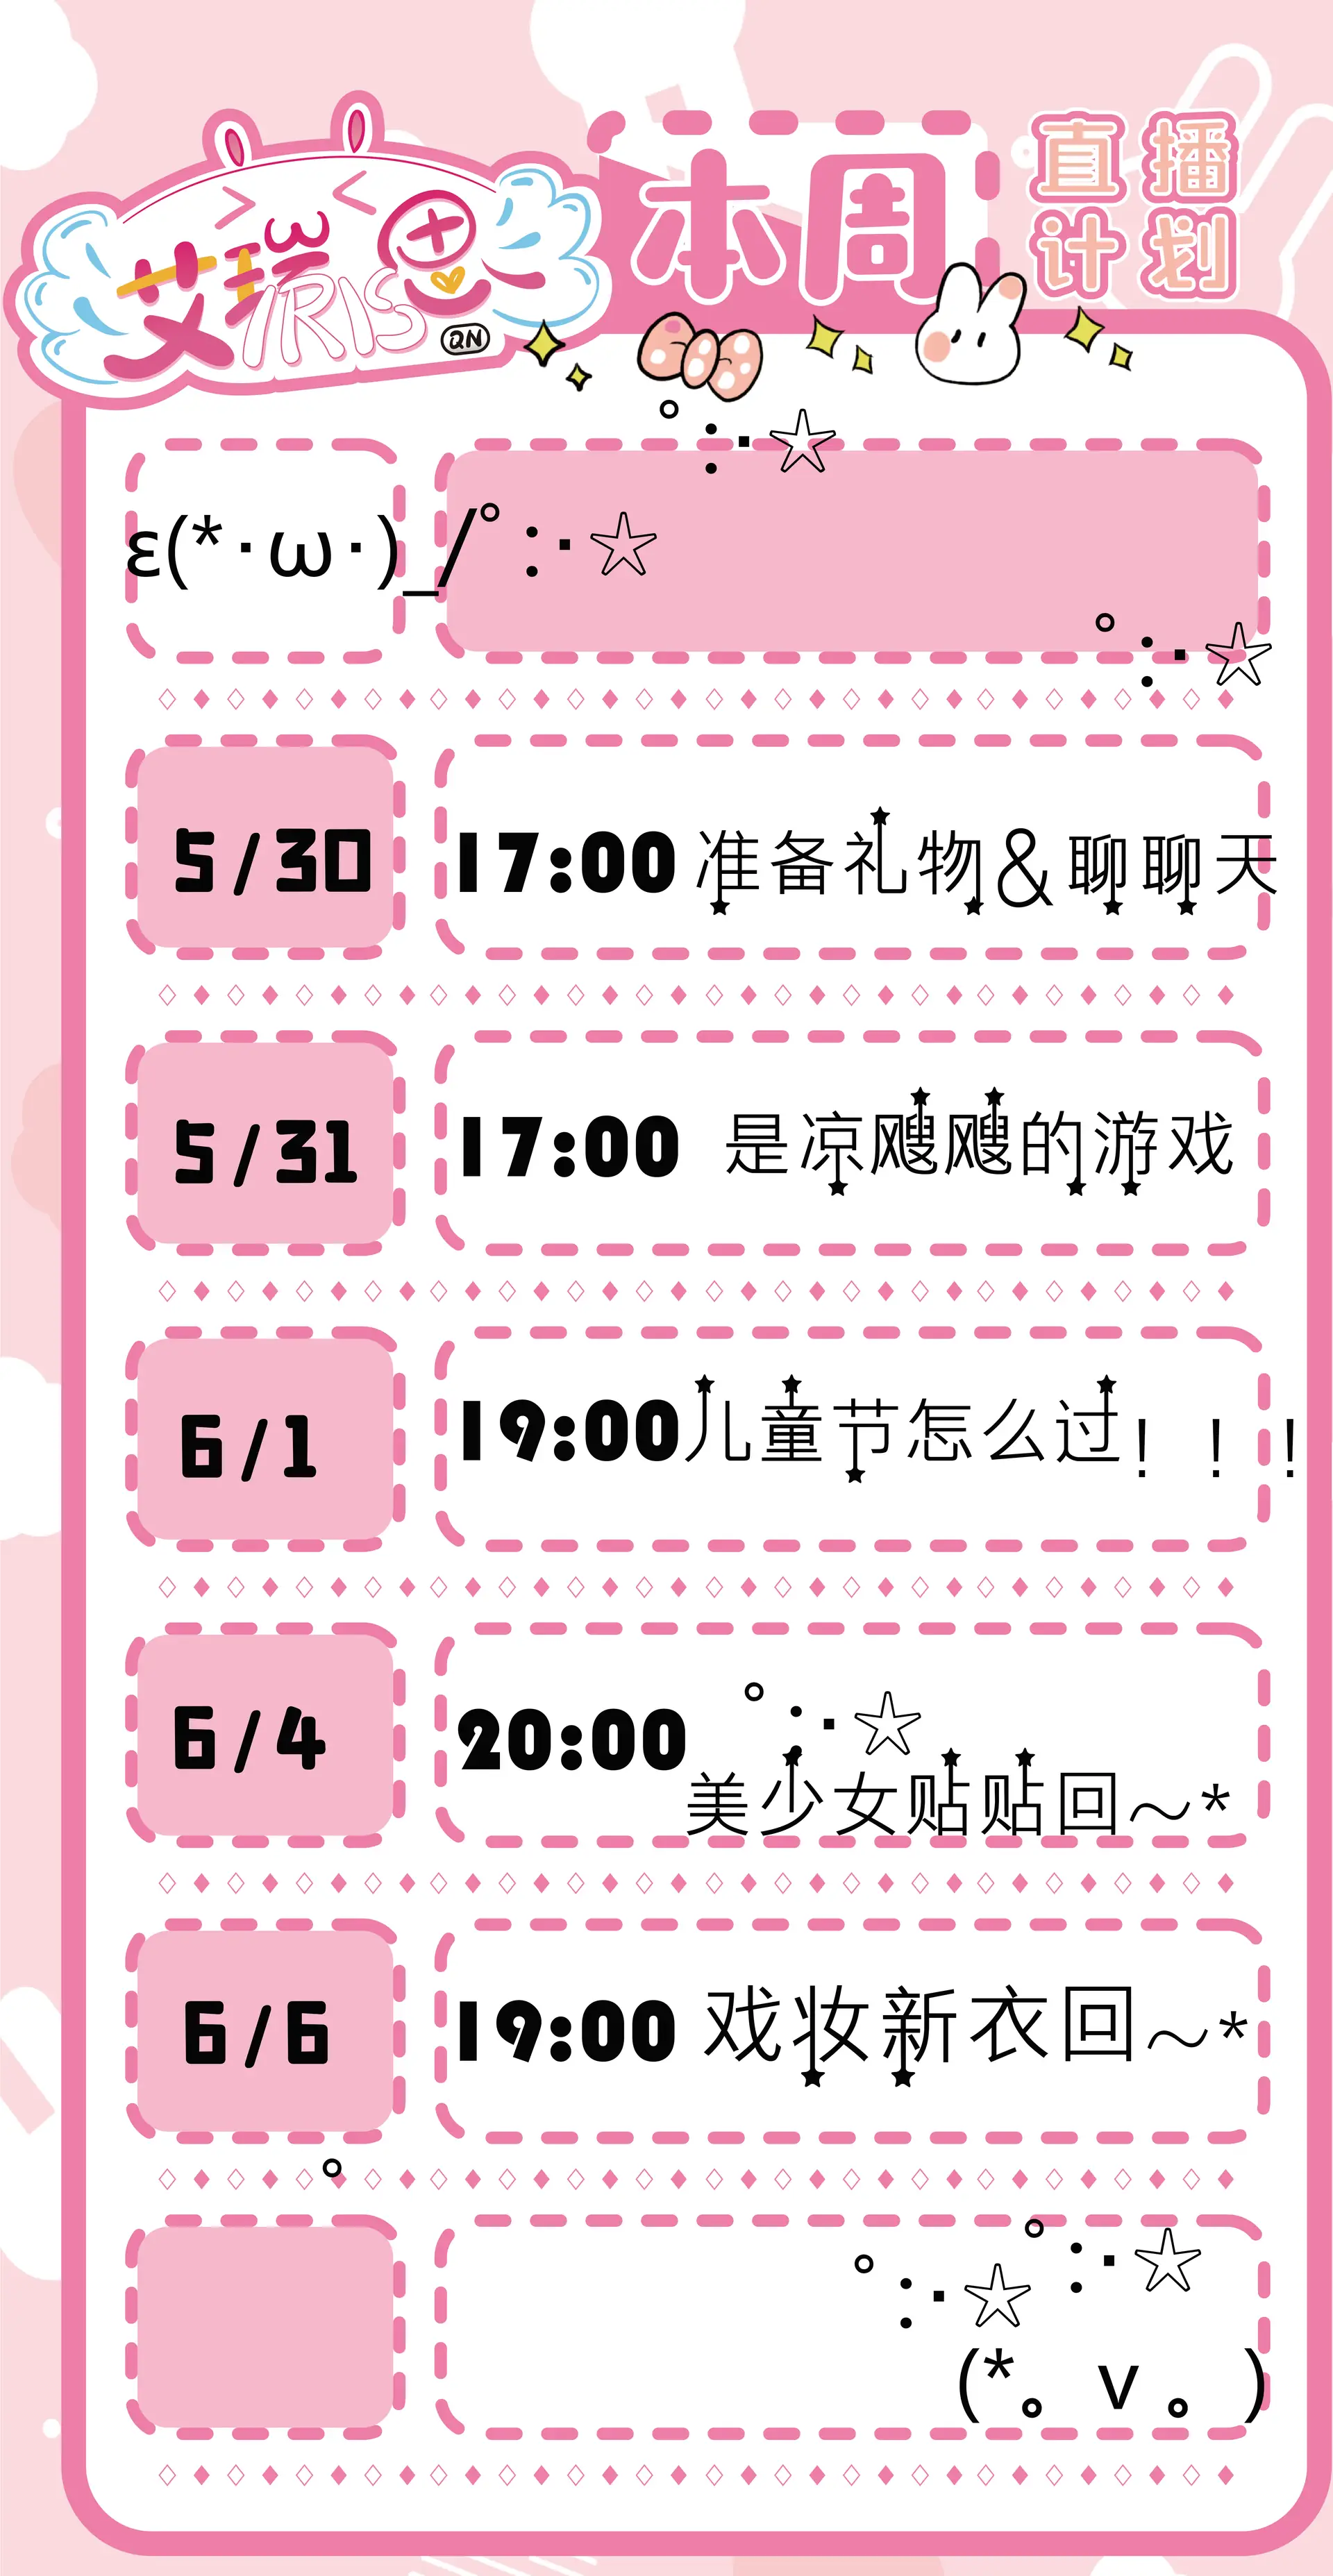 艾瑞思
IRIS
QN
本周
直播
计划
ε(*·ω·)_/°:·☆
°:·☆
°:·☆
5/30
17:00 准备礼物&聊聊天
5/31
17:00 是凉飕飕的游戏
6/1
19:00儿童节怎么过！！！
6/4
20:00 °:·☆
美少女贴贴回～*
6/6
19:00 戏妆新衣回～*
°:·☆
°:·☆
(*。v。)